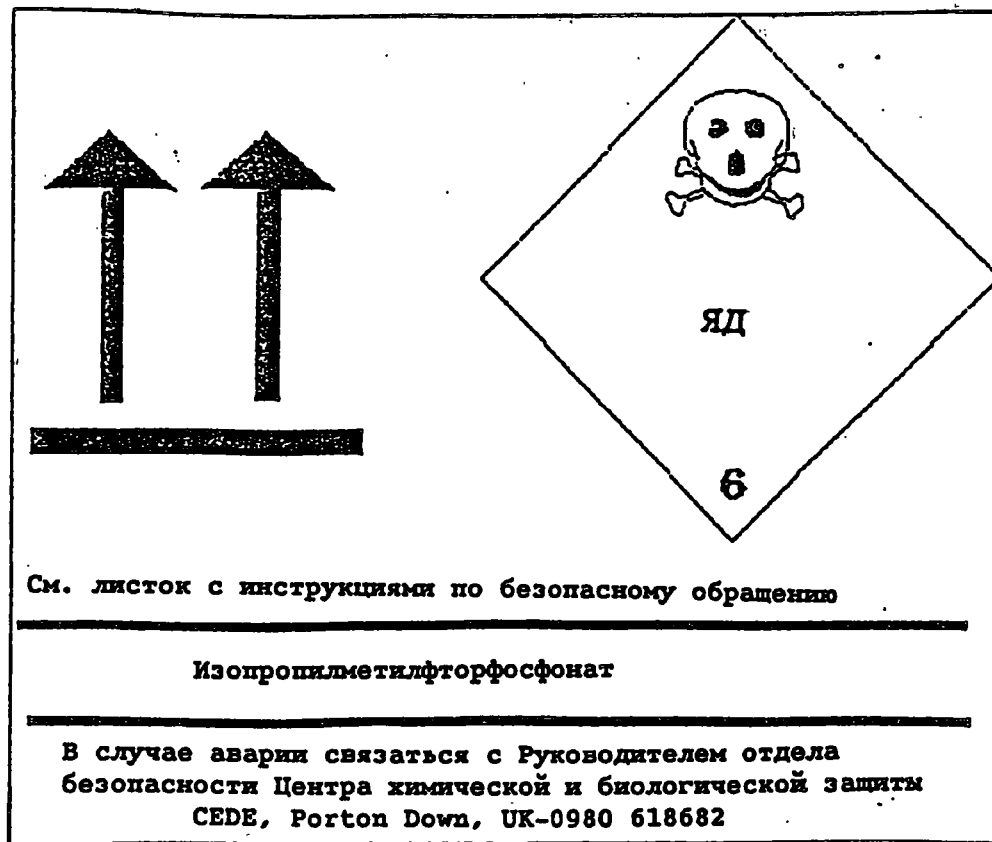 ЯД
6
См. листок с инструкциями по безопасному обращению
Изопропилметилфторфосфонат
В случае аварии связаться с Руководителем отдела
безопасности Центра химической и биологической защиты
CEDE, Porton Down, UK-0980 618682